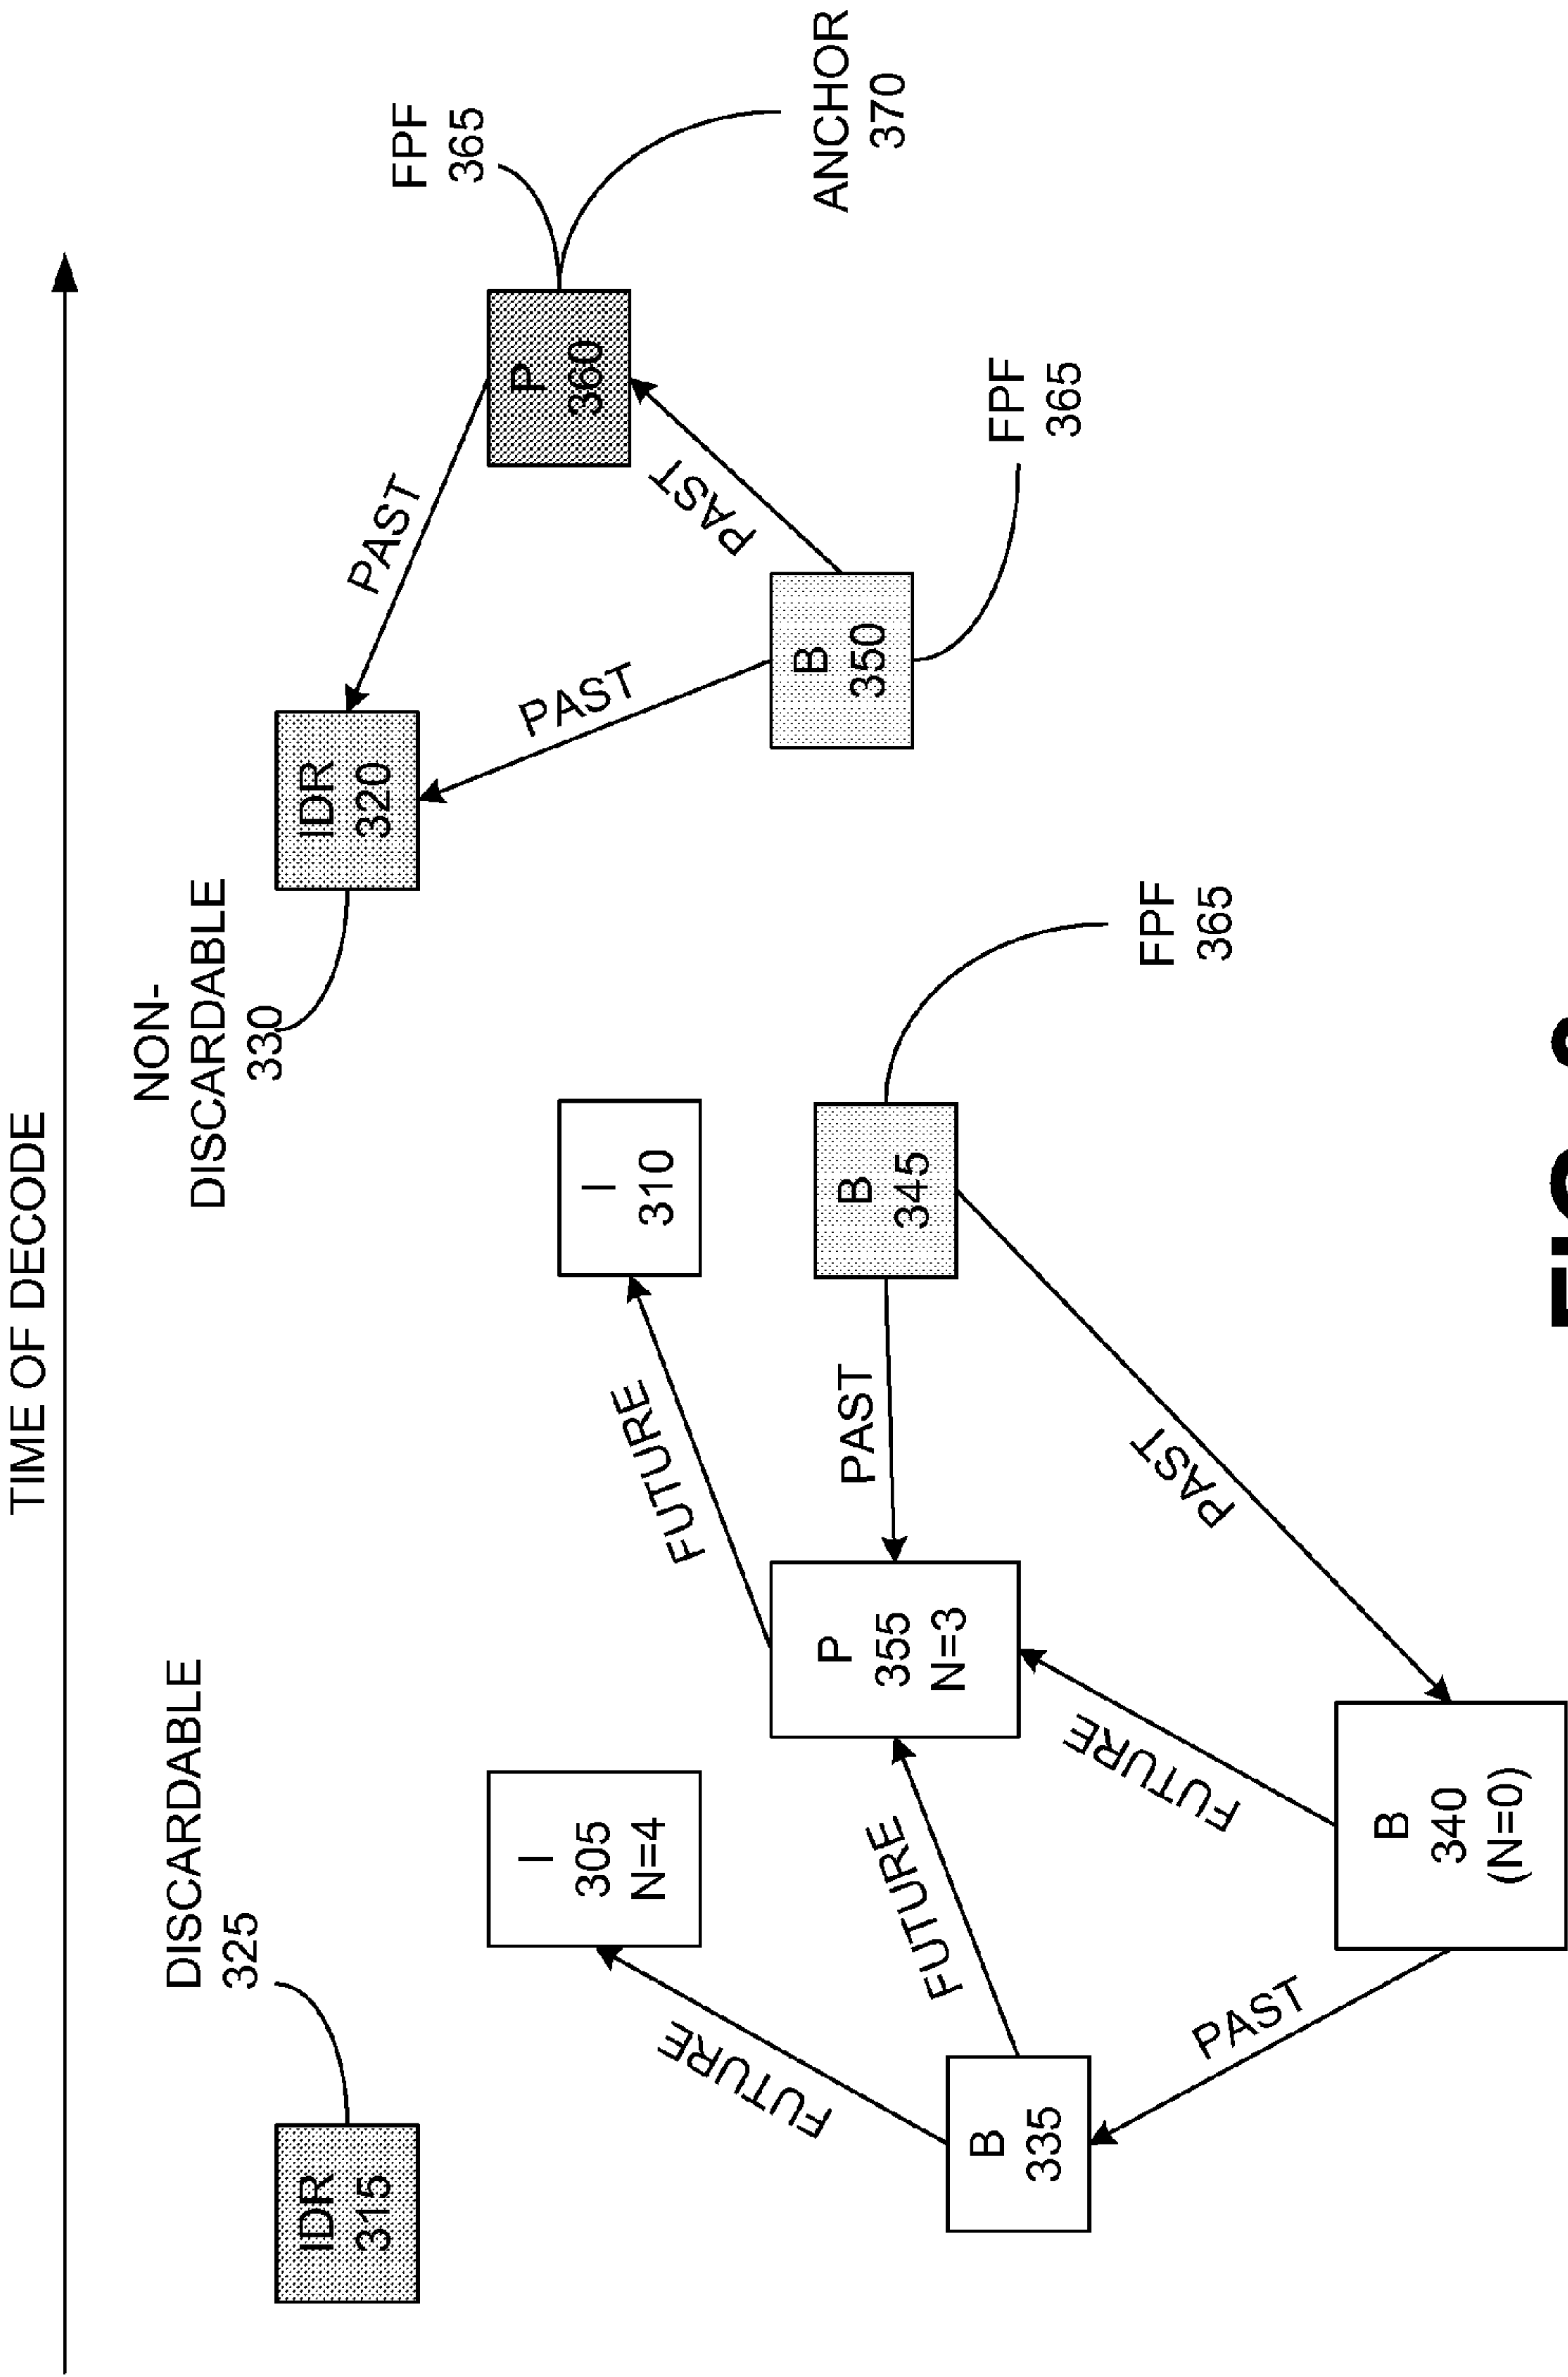 TIME OF DECODE
NON-
DISCARDABLE
330
DISCARDABLE
325
IDR
315
IDR
320
PAST
FPF
365
I
305
N=4
I
310
P
360
FUTURE
FUTURE
PAST
PAST
ANCHOR
370
P
355
N=3
PAST
B
345
B
350
FUTURE
B
335
FUTURE
PAST
FPF
365
FPF
365
PAST
B
340
(N=0)